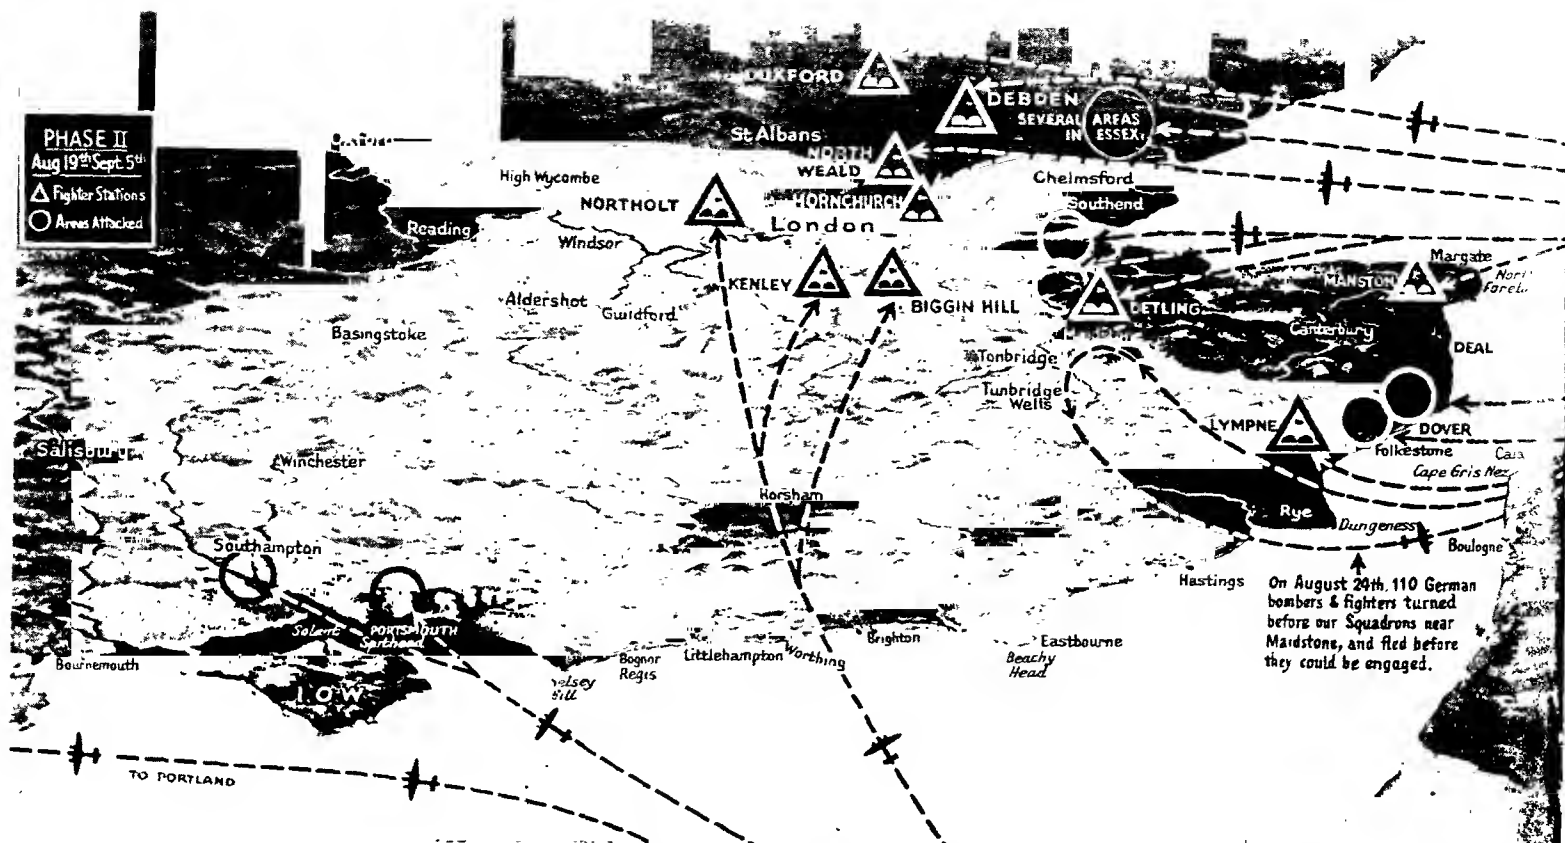 PHASE II
Aug 19th Sept. 5th
Fighter Stations
Areas Attacked
DUXFORD
DEBDEN
SEVERAL AREAS
IN ESSEX
St Albans
NORTH
WEALD
Chelmsford
Oxford
High Wycombe
NORTHOLT
HORNCHURCH
Southend
Reading
Windsor
London
Margate
KENLEY
MANSTON
Aldershot
Guildford
BIGGIN HILL
DETLING
Basingstoke
Canterbury
DEAL
Tonbridge
Tunbridge
Wells
LYMPNE
DOVER
Folkestone
Salisbury
Winchester
Cape Gris Nez
Horsham
Rye
Dungeness
Southampton
Boulogne
Hastings
On August 24th, 110 German
bombers & fighters turned
before our Squadrons near
Maidstone, and fled before
they could be engaged.
Solent
PORTSMOUTH
Brighton
Eastbourne
Bournemouth
Bognor
Regis
Littlehampton
Worthing
Beachy
Head
I.O.W.
TO PORTLAND